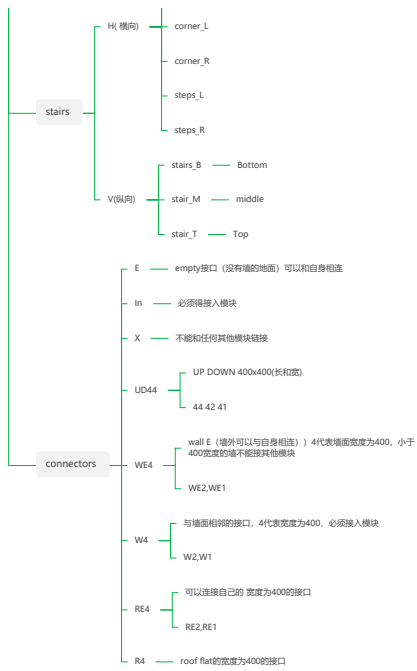 corner_L
H( 横向)
corner_R
steps_L
stairs
steps_R
stairs_B
Bottom
V(纵向)
stair_M
middle
stair_T
Top
E
empty接口（没有墙的地面）可以和自身相连
In
必须得接入模块
X
不能和任何其他模块链接
UD44
UP DOWN 400x400(长和宽)
44 42 41
connectors
WE4
wall E（墙外可以与自身相连））4代表墙面宽度为400，小于
400宽度的墙不能接其他模块
WE2,WE1
W4
与墙面相邻的接口，4代表宽度为400，必须接入模块
W2,W1
RE4
可以连接自己的 宽度为400的接口
RE2,RE1
R4
roof flat的宽度为400的接口